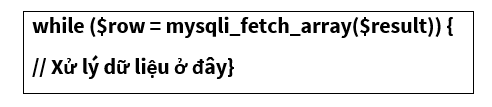 while ($row = mysqli_fetch_array($result)) {
// Xử lý dữ liệu ở đây}